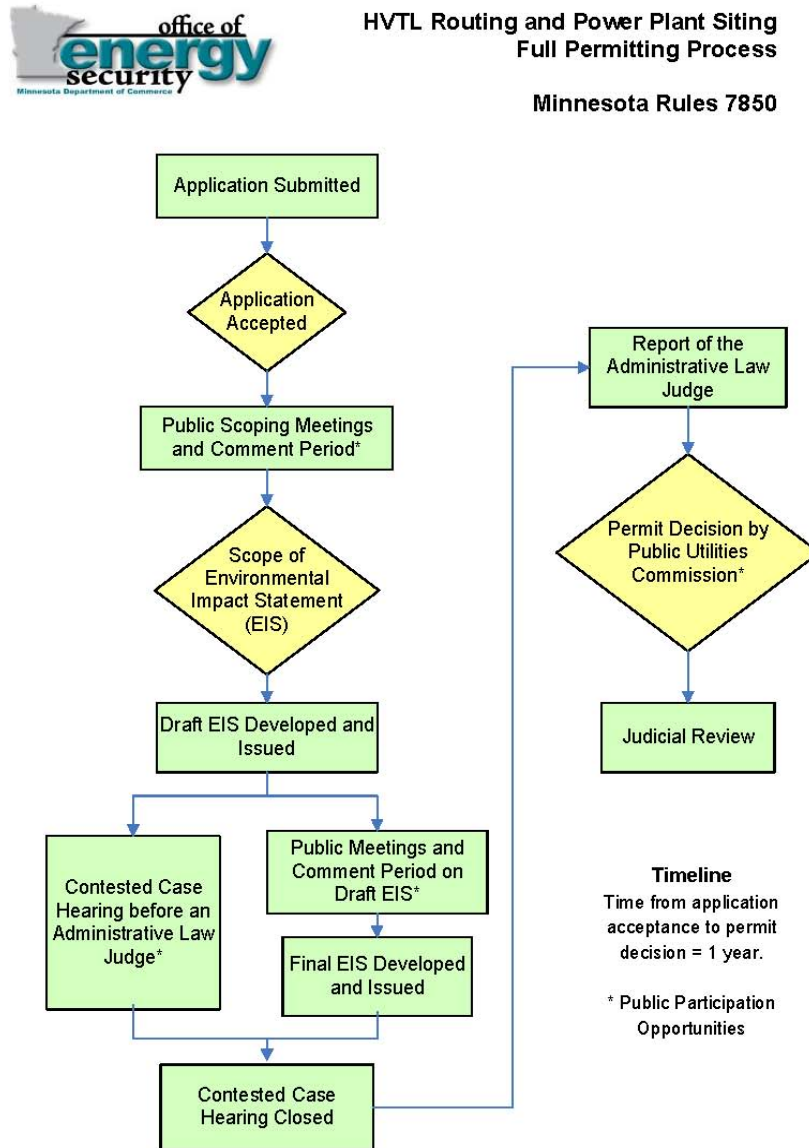 office of
energy
security
Minnesota Department of Commerce
HVTL Routing and Power Plant Siting
Full Permitting Process
Minnesota Rules 7850
Application Submitted
Application
Accepted
Public Scoping Meetings
and Comment Period*
Scope of
Environmental
Impact Statement
(EIS)
Draft EIS Developed and
Issued
Contested Case
Hearing before an
Administrative Law
Judge*
Public Meetings and
Comment Period on
Draft EIS*
Final EIS Developed
and Issued
Contested Case
Hearing Closed
Report of the
Administrative Law
Judge
Permit Decision by
Public Utilities
Commission*
Judicial Review
Timeline
Time from application
acceptance to permit
decision = 1 year.
* Public Participation
Opportunities